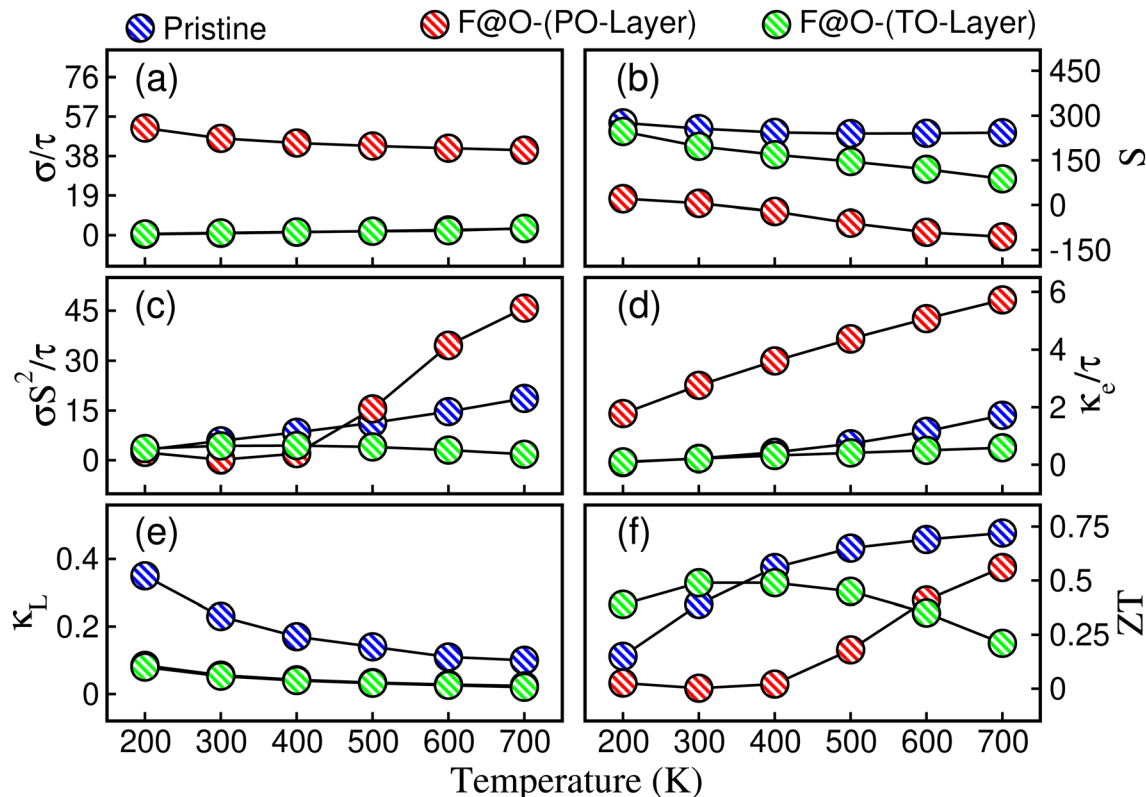 Pristine F@O-(PO-Layer) F@O-(TO-Layer)
(a)
76
57
38
19
0
σ/τ
(b)
450
300
150
0
-150
S
(c)
45
30
15
0
σS²/τ
(d)
6
4
2
0
κₑ/τ
(e)
0.4
0.2
0
κ_L
200 300 400 500 600 700
(f)
0.75
0.5
0.25
0
ZT
200 300 400 500 600 700
Temperature (K)